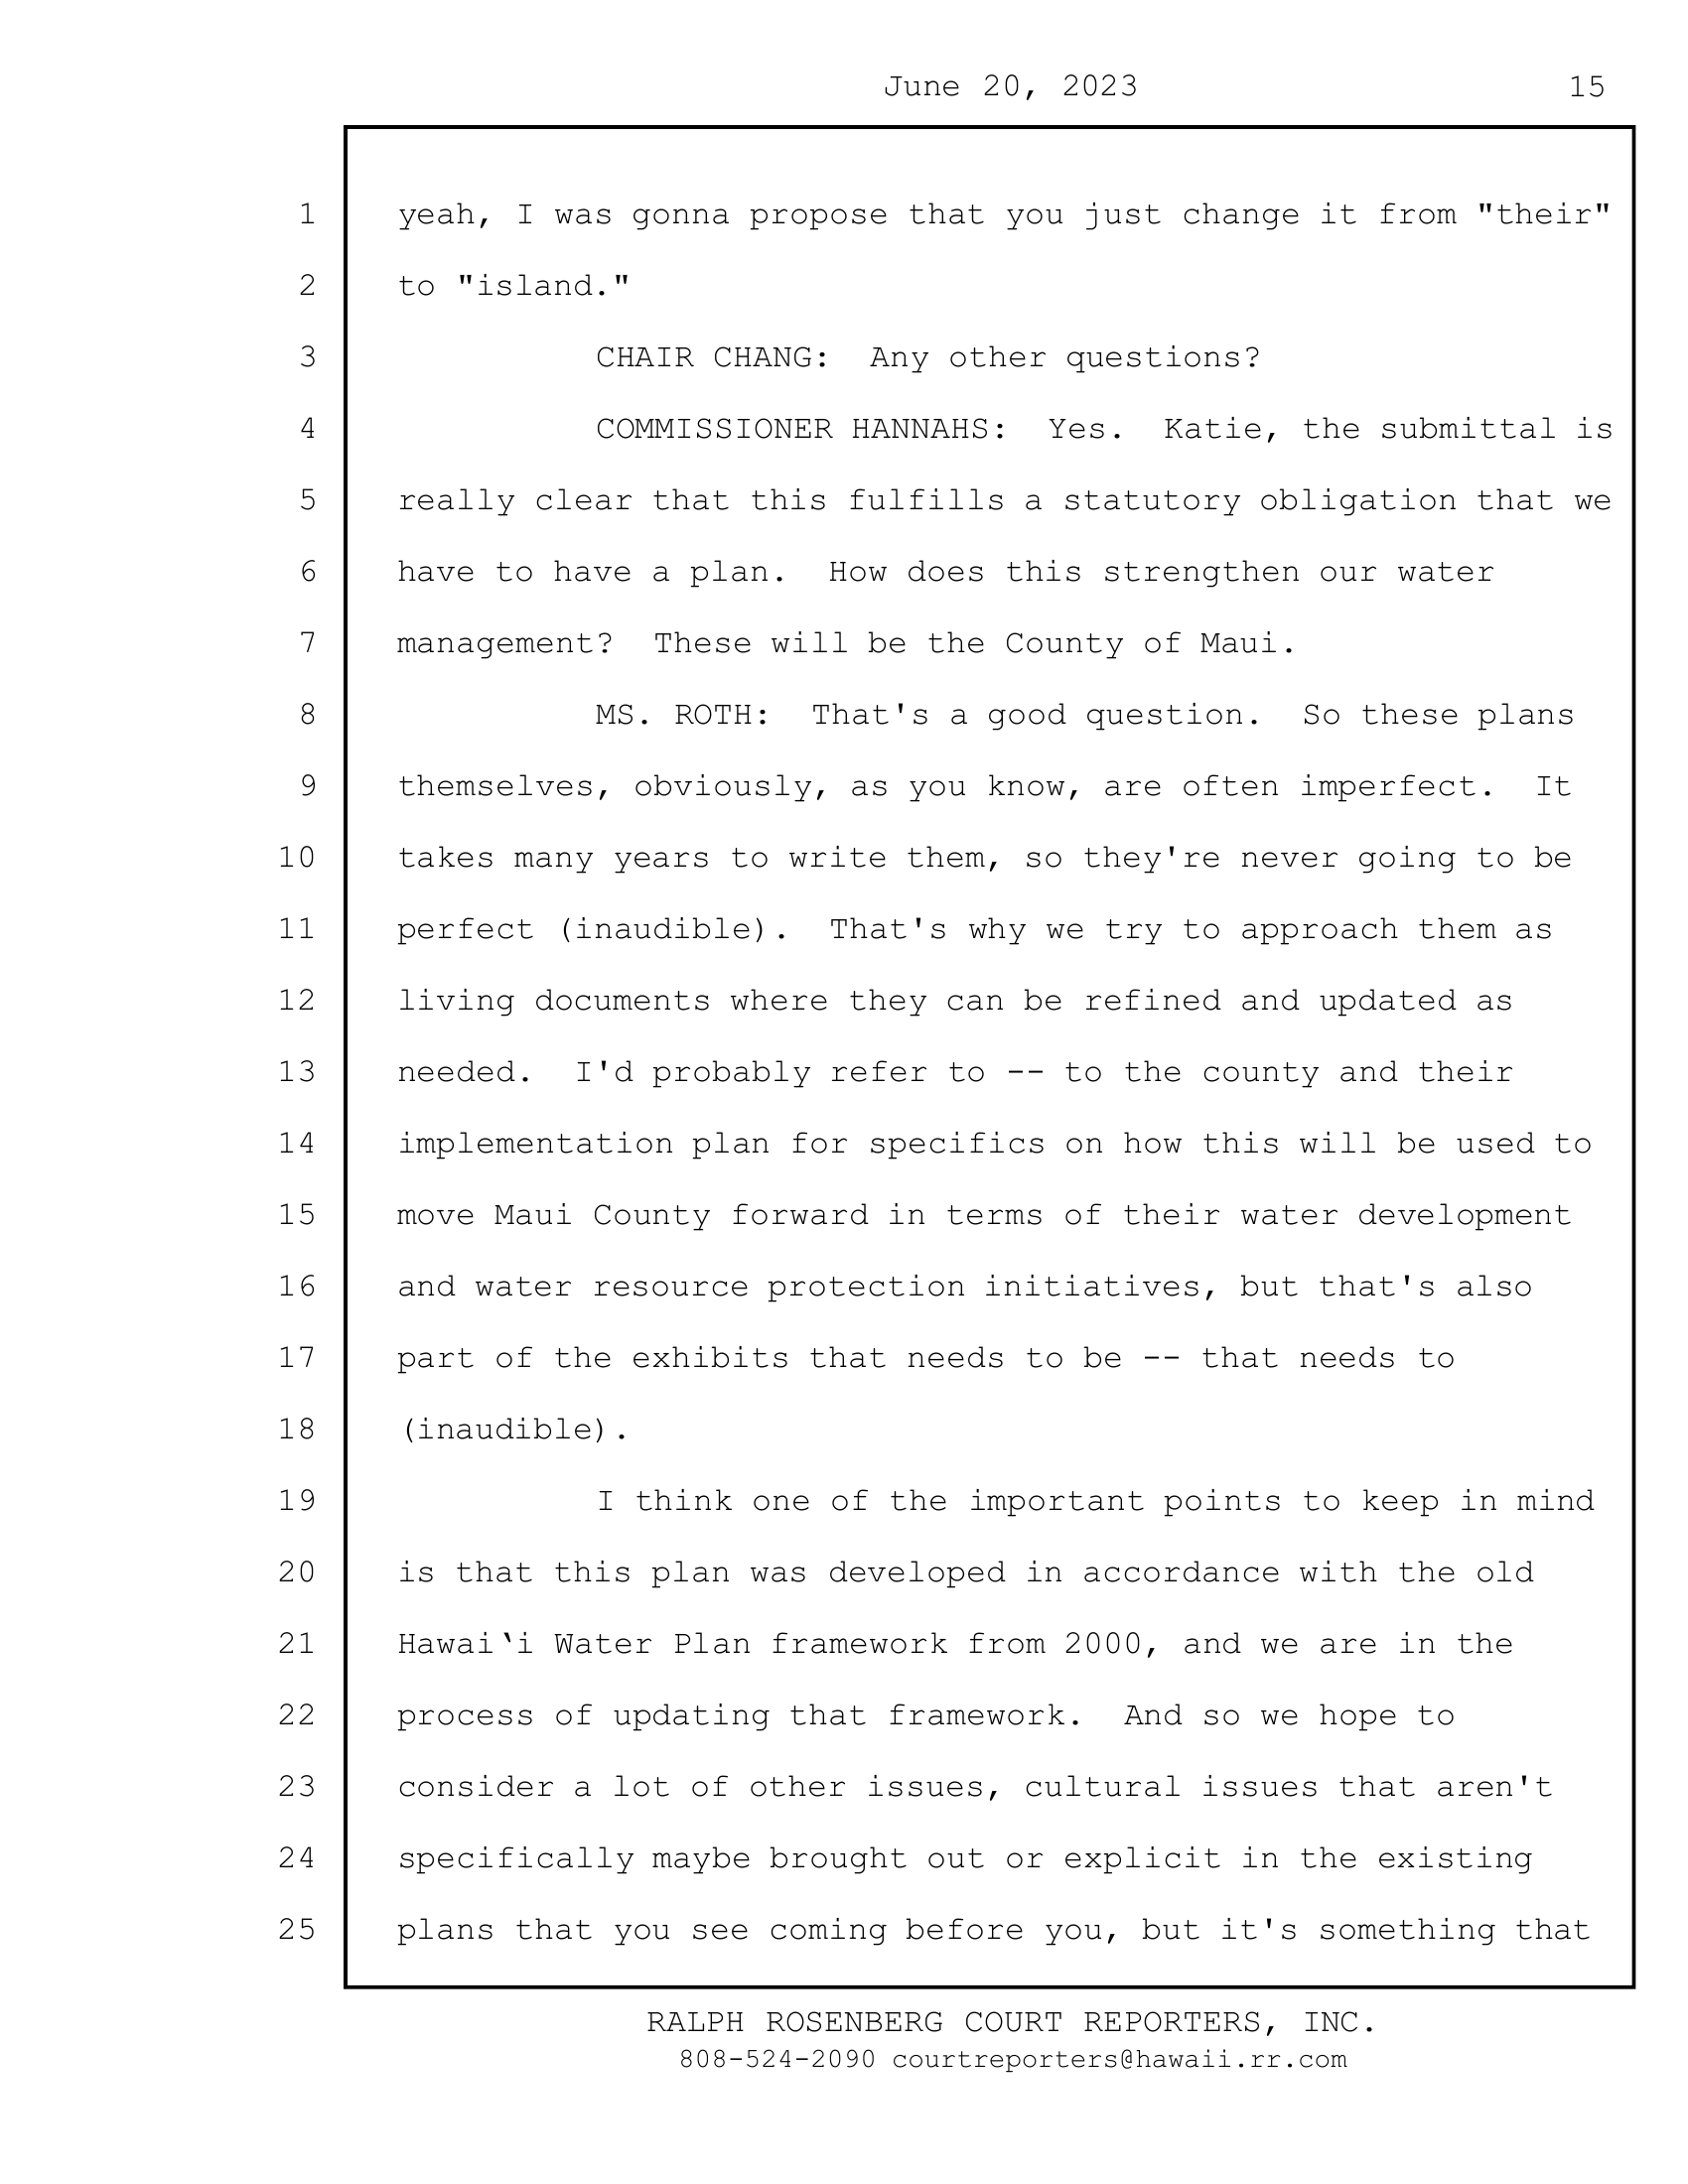 June 20, 2023 15
1 yeah, I was gonna propose that you just change it from "their"
2 to "island."
3 CHAIR CHANG: Any other questions?
4 COMMISSIONER HANNAHS: Yes. Katie, the submittal is
5 really clear that this fulfills a statutory obligation that we
6 have to have a plan. How does this strengthen our water
7 management? These will be the County of Maui.
8 MS. ROTH: That's a good question. So these plans
9 themselves, obviously, as you know, are often imperfect. It
10 takes many years to write them, so they're never going to be
11 perfect (inaudible). That's why we try to approach them as
12 living documents where they can be refined and updated as
13 needed. I'd probably refer to -- to the county and their
14 implementation plan for specifics on how this will be used to
15 move Maui County forward in terms of their water development
16 and water resource protection initiatives, but that's also
17 part of the exhibits that needs to be -- that needs to
18 (inaudible).
19 I think one of the important points to keep in mind
20 is that this plan was developed in accordance with the old
21 Hawai‛i Water Plan framework from 2000, and we are in the
22 process of updating that framework. And so we hope to
23 consider a lot of other issues, cultural issues that aren't
24 specifically maybe brought out or explicit in the existing
25 plans that you see coming before you, but it's something that
RALPH ROSENBERG COURT REPORTERS, INC.
808-524-2090 courtreporters@hawaii.rr.com